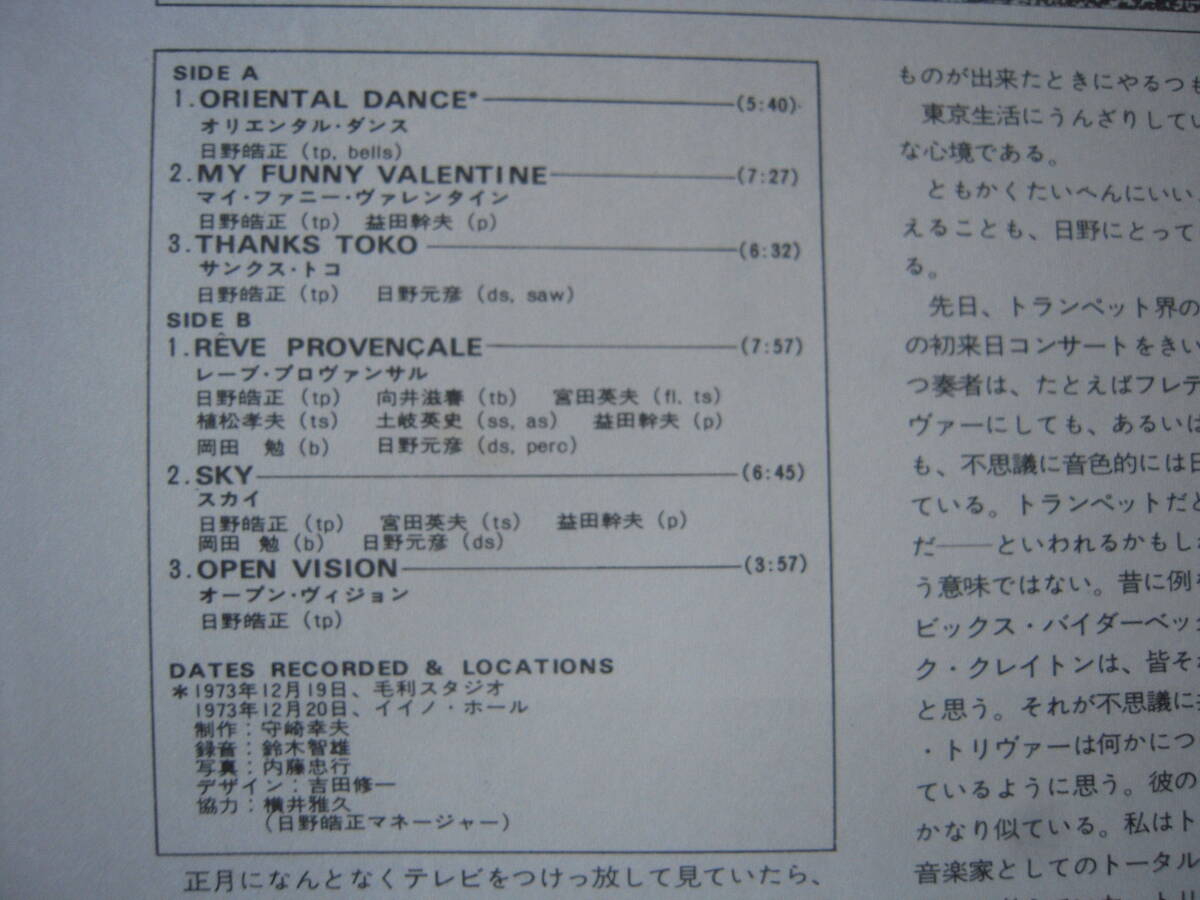 SIDE A
1.ORIENTAL DANCE* (5:40)
オリエンタル・ダンス
日野皓正 (tp, bells)
2.MY FUNNY VALENTINE (7:27)
マイ・ファニー・ヴァレンタイン
日野皓正 (tp) 益田幹夫 (p)
3.THANKS TOKO (6:32)
サンクス・トコ
日野皓正 (tp) 日野元彦 (ds, saw)
SIDE B
1.RÊVE PROVENÇALE (7:57)
レーブ・プロヴァンサル
日野皓正 (tp) 向井滋春 (tb) 宮田英夫 (fl, ts)
植松孝夫 (ts) 土岐英史 (ss, as) 益田幹夫 (p)
岡田 勉 (b) 日野元彦 (ds, perc)
2.SKY (6:45)
スカイ
日野皓正 (tp) 宮田英夫 (ts) 益田幹夫 (p)
岡田 勉 (b) 日野元彦 (ds)
3.OPEN VISION (3:57)
オープン・ヴィジョン
日野皓正 (tp)
DATES RECORDED & LOCATIONS
*1973年12月19日、毛利スタジオ
1973年12月20日、イイノ・ホール
制作:守崎幸夫
録音:鈴木智雄
写真:内藤忠行
デザイン:吉田修一
協力:横井雅久
(日野皓正マネージャー)
正月になんとなくテレビをつけっ放して見ていたら、
ものが出来たときにやるつも
東京生活にうんざりしてい
な心境である。
ともかくたいへんにいい
えることも、日野にとって
る。
先日、トランペット界の
の初来日コンサートをきい
つ奏者は、たとえばフレデ
ヴァーにしても、あるいは
も、不思議に音色的には日
ている。トランペットだと
だ――といわれるかもしれ
う意味ではない。昔に例を
ビックス・バイダーベック
ク・クレイトンは、皆そ
と思う。それが不思議に
・トリヴァーは何かにつ
ているように思う。彼の
かなり似ている。私はト
音楽家としてのトータル